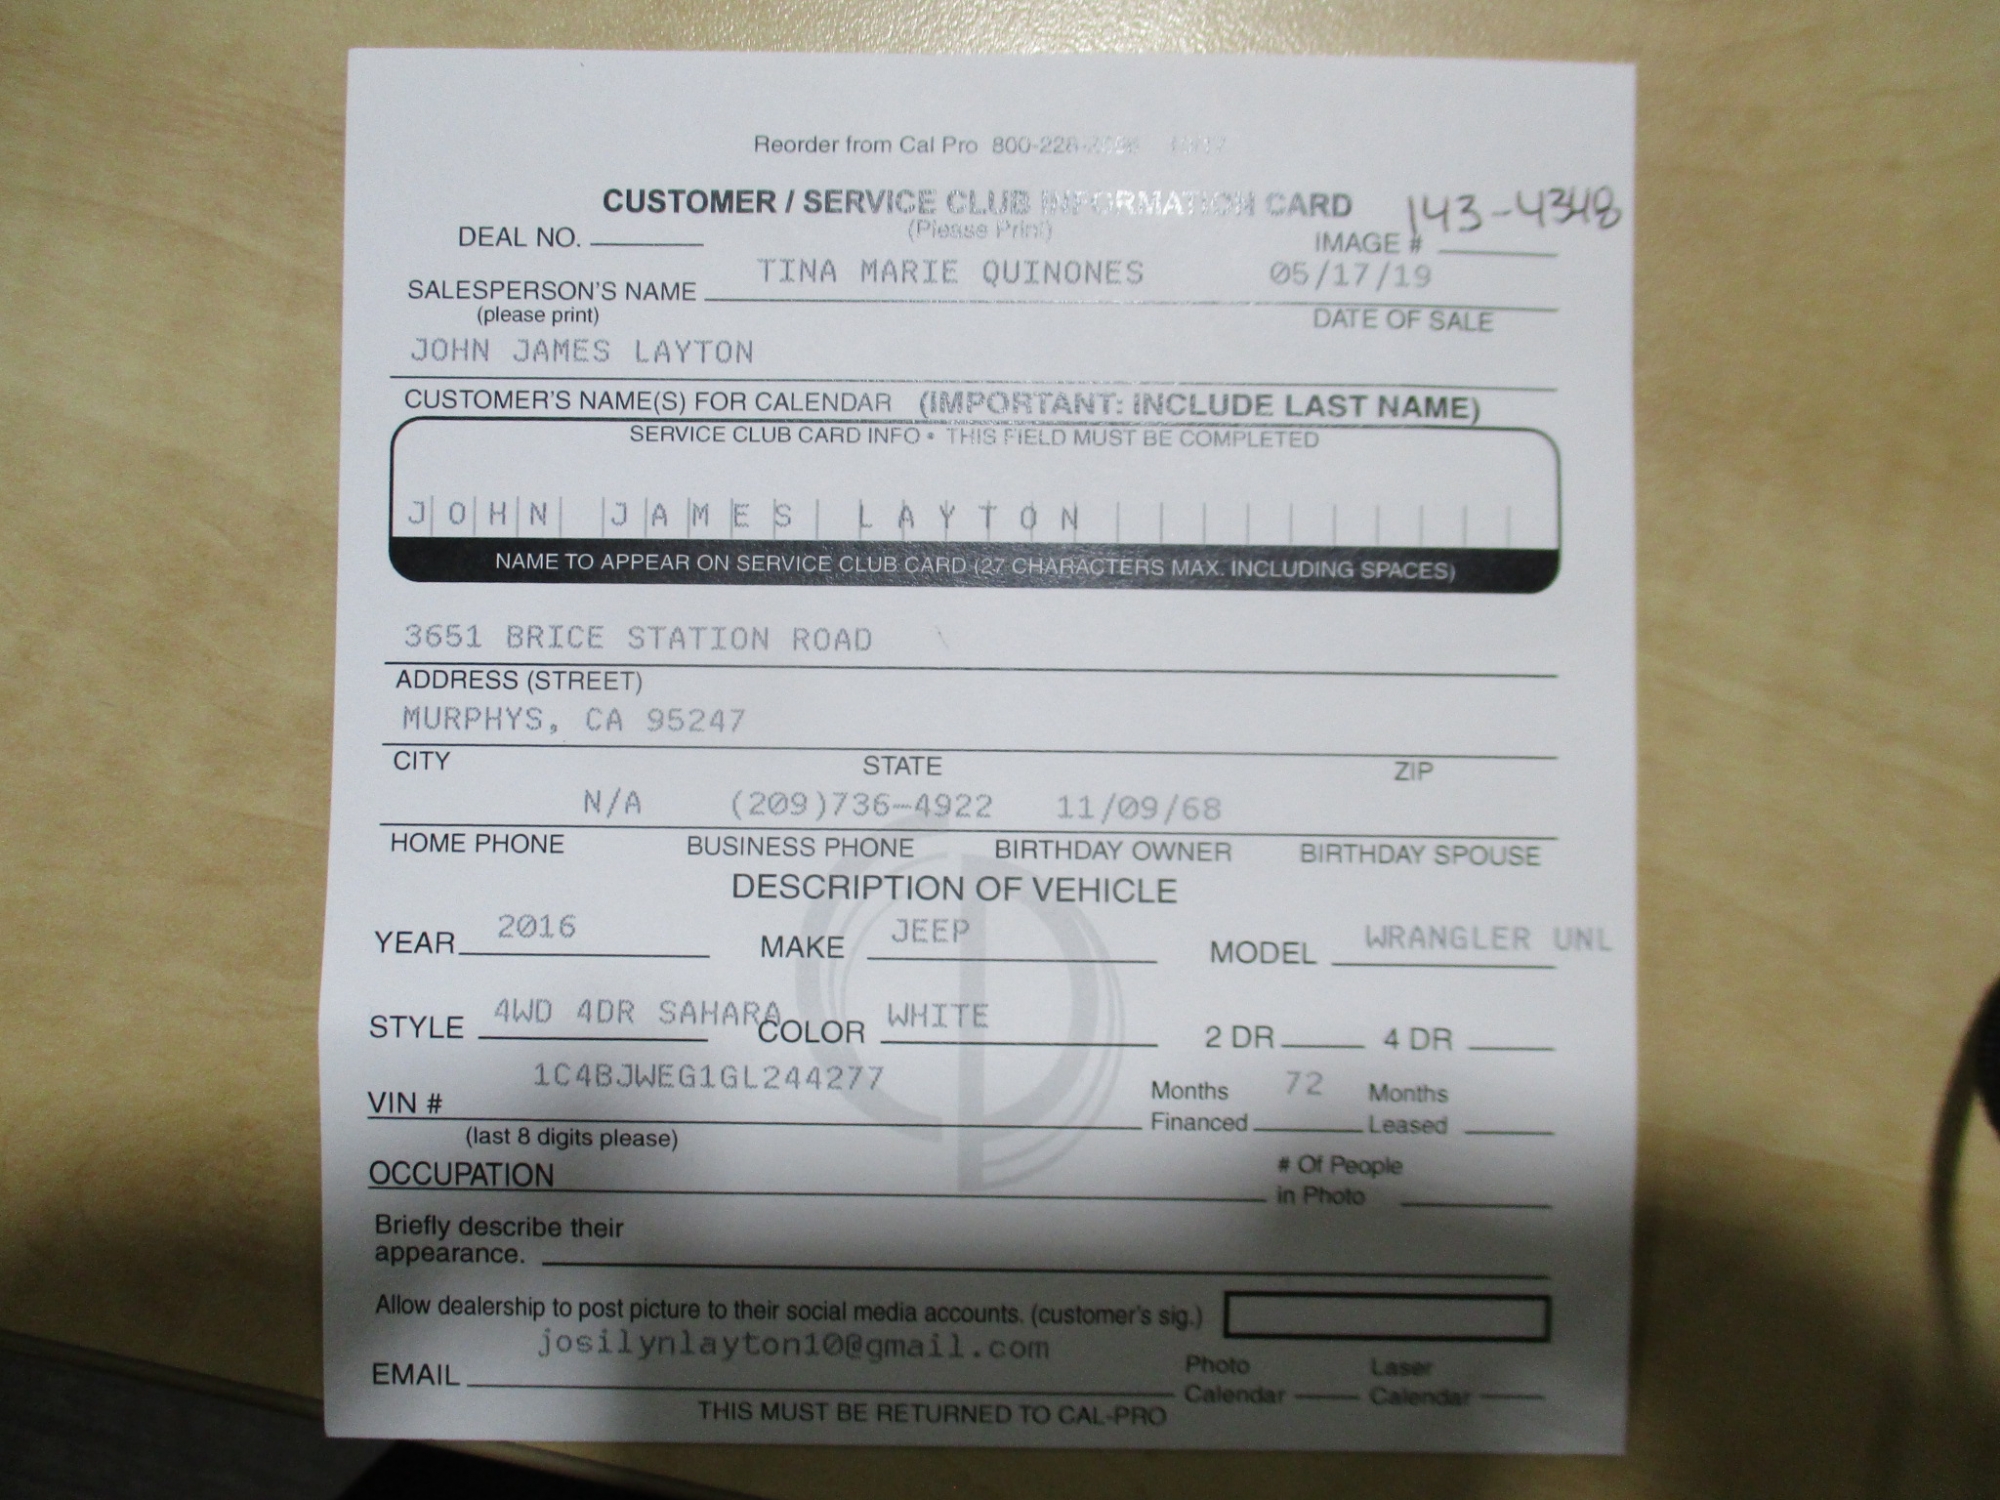 Reorder from Cal Pro 800-228-
CUSTOMER / SERVICE CLUB INFORMATION CARD 143-4348
(Please Print)
DEAL NO. IMAGE #
TINA MARIE QUINONES 05/17/19
SALESPERSON'S NAME
(please print) DATE OF SALE
JOHN JAMES LAYTON
CUSTOMER'S NAME(S) FOR CALENDAR (IMPORTANT: INCLUDE LAST NAME)
SERVICE CLUB CARD INFO • THIS FIELD MUST BE COMPLETED
JOHN JAMES LAYTON
NAME TO APPEAR ON SERVICE CLUB CARD (27 CHARACTERS MAX. INCLUDING SPACES)
3651 BRICE STATION ROAD
ADDRESS (STREET)
MURPHYS, CA 95247
CITY STATE ZIP
N/A (209)736-4922 11/09/68
HOME PHONE BUSINESS PHONE BIRTHDAY OWNER BIRTHDAY SPOUSE
DESCRIPTION OF VEHICLE
YEAR 2016 MAKE JEEP MODEL WRANGLER UNL
STYLE 4WD 4DR SAHARA COLOR WHITE 2 DR 4 DR
1C4BJWEG1GL244277
VIN # Months Financed 72 Months Leased
(last 8 digits please)
OCCUPATION # Of People in Photo
Briefly describe their
appearance.
Allow dealership to post picture to their social media accounts. (customer's sig.)
josilynlayton10@gmail.com
EMAIL Photo Calendar Laser Calendar
THIS MUST BE RETURNED TO CAL-PRO